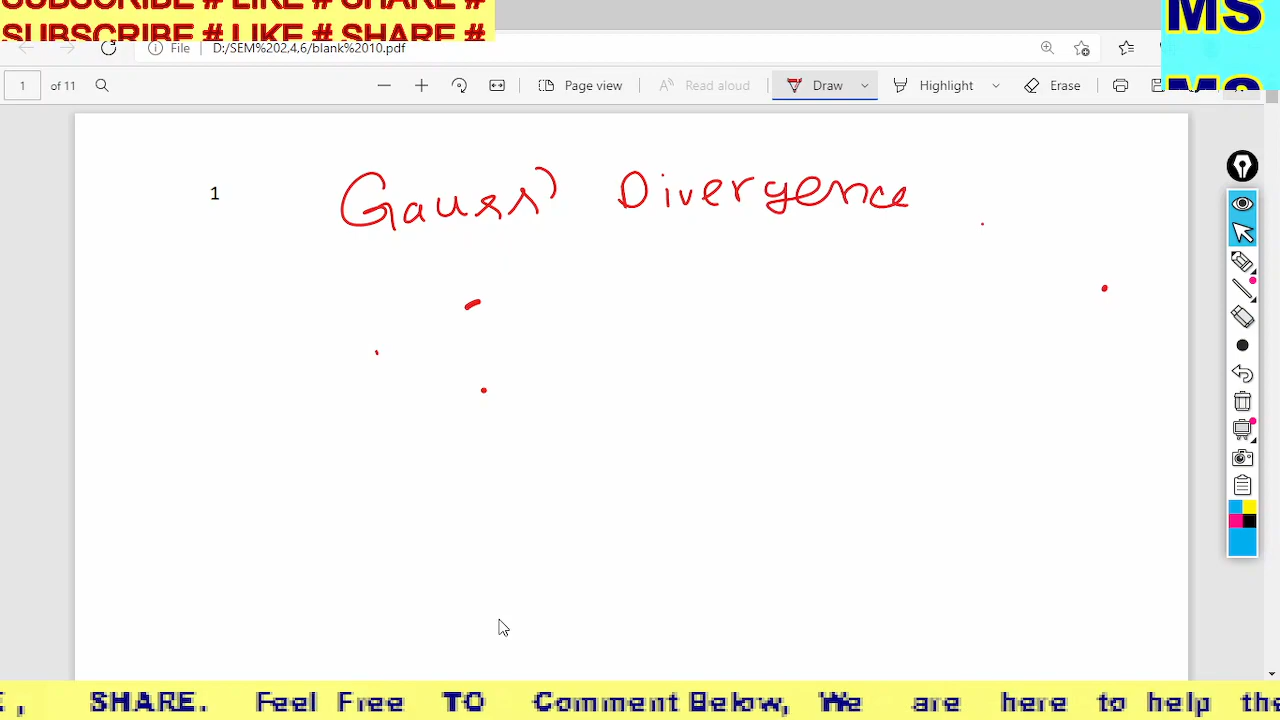 SUBSCRIBE # LIKE # SHARE #
SUBSCRIBE # LIKE # SHARE #
MS
MS
File D:/SEM%202,4,6/blank%2010.pdf
1 of 11 Page view Read aloud Draw Highlight Erase
1 Gauss' Divergence
SHARE. Feel Free TO Comment Below, We are here to help the